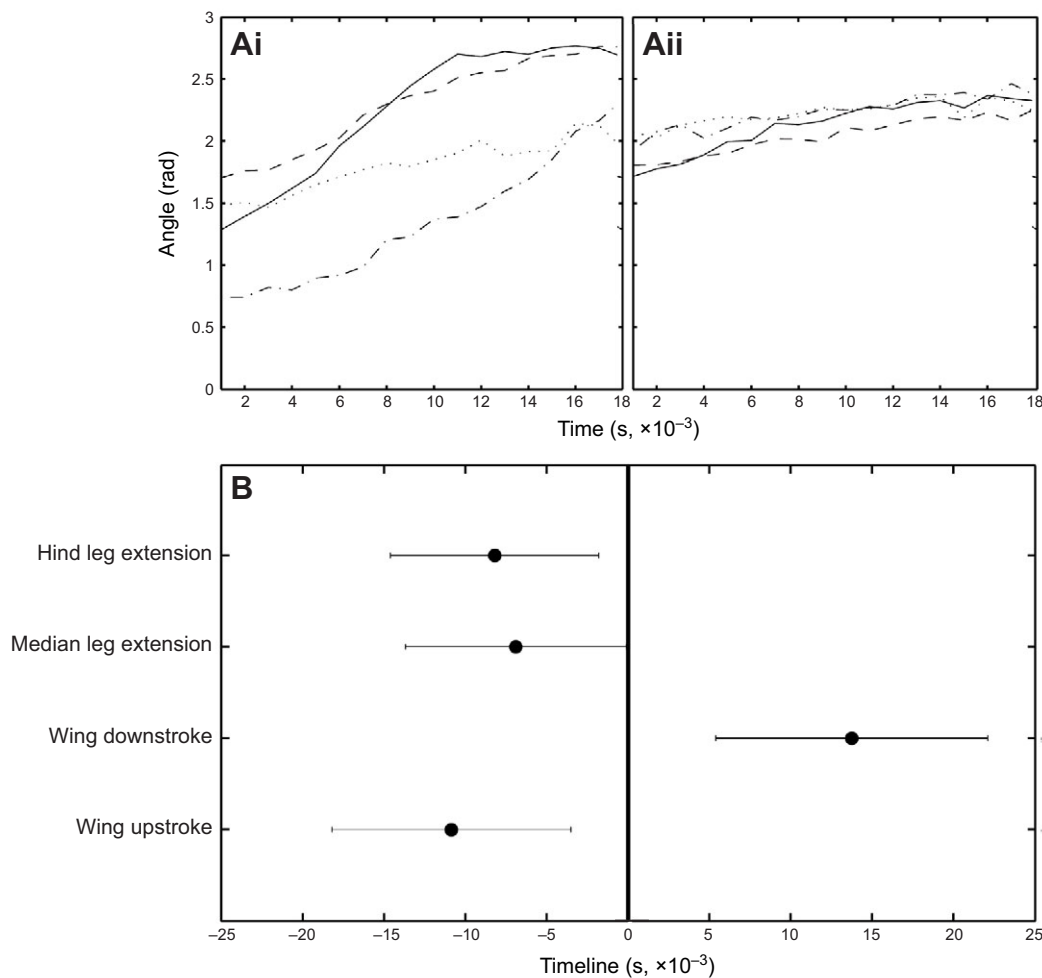 Ai
Aii
3
2.5
2
1.5
1
0.5
0
Angle (rad)
2 4 6 8 10 12 14 16 18
2 4 6 8 10 12 14 16 18
Time (s, ×10⁻³)
B
Hind leg extension
Median leg extension
Wing downstroke
Wing upstroke
–25 –20 –15 –10 –5 0 5 10 15 20 25
Timeline (s, ×10⁻³)